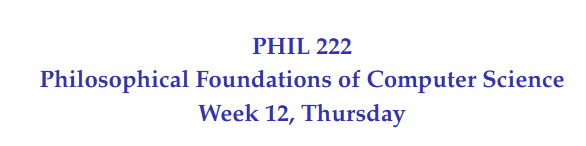 PHIL 222
Philosophical Foundations of Computer Science
Week 12, Thursday